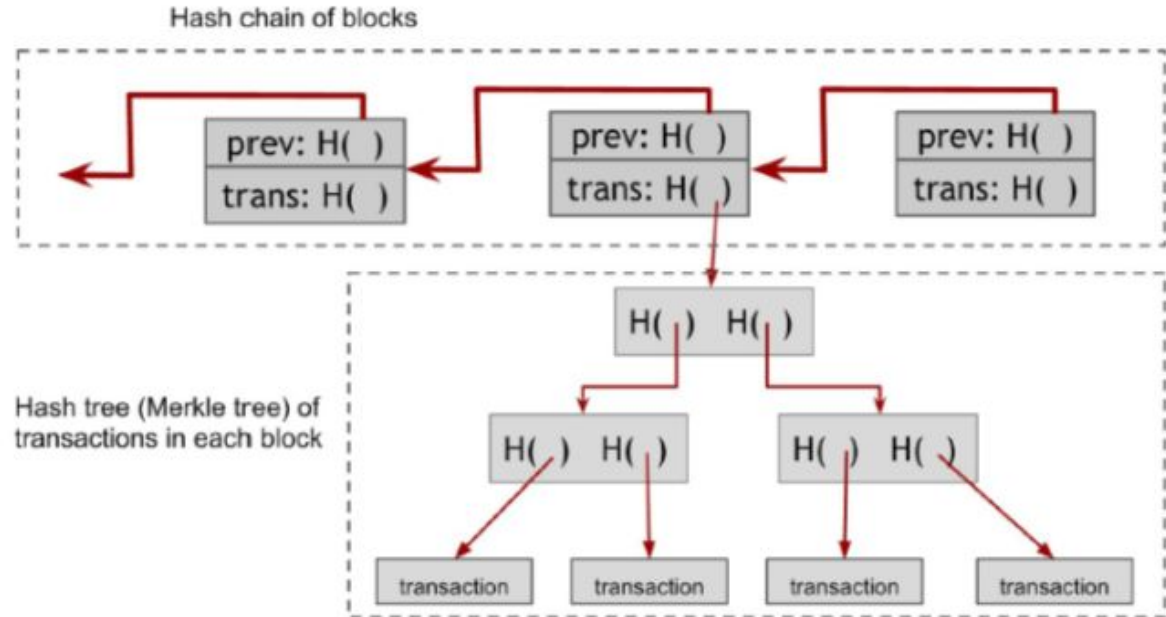 Hash chain of blocks
prev: H( )
trans: H( )
prev: H( )
trans: H( )
prev: H( )
trans: H( )
H( ) H( )
Hash tree (Merkle tree) of
transactions in each block
H( ) H( )
H( ) H( )
transaction
transaction
transaction
transaction